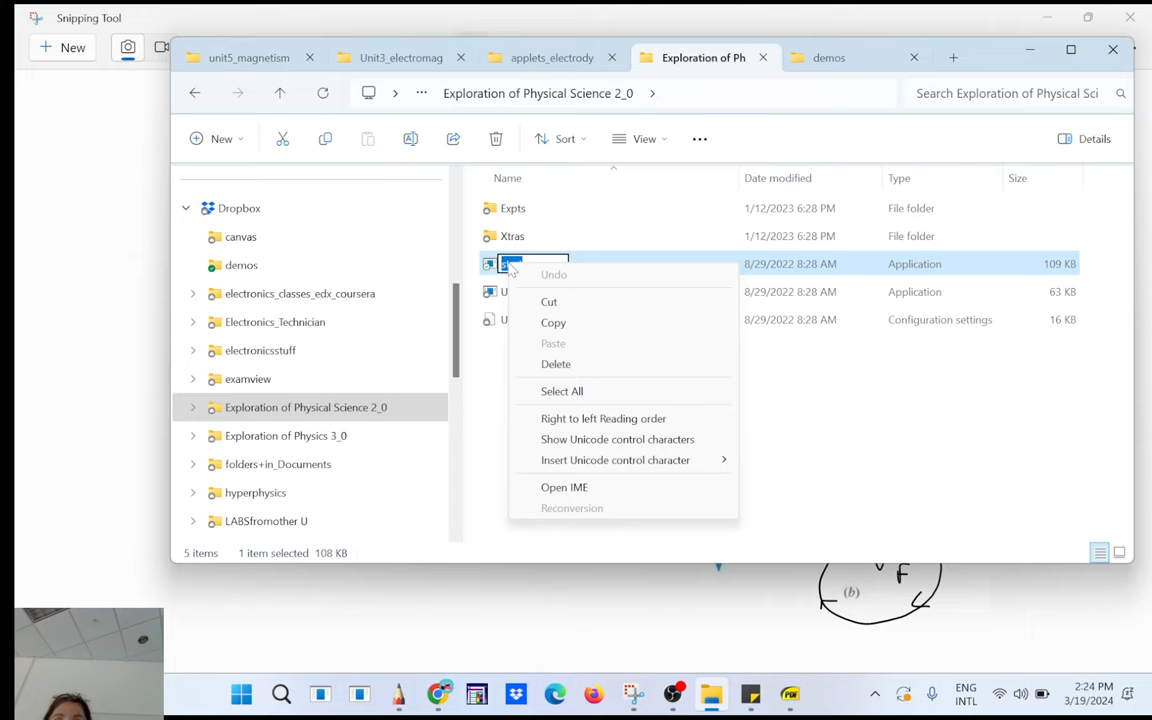 Snipping Tool
New
unit5_magnetism
Unit3_electromag
applets_electrody
Exploration of Ph
demos
Exploration of Physical Science 2_0
Search Exploration of Physical Sci
New
Sort
View
Details
Name
Date modified
Type
Size
Dropbox
canvas
demos
electronics_classes_edx_coursera
Electronics_Technician
electronicsstuff
examview
Exploration of Physical Science 2_0
Exploration of Physics 3_0
folders+in_Documents
hyperphysics
LABSfromother U
Expts
1/12/2023 6:28 PM
File folder
Xtras
1/12/2023 6:28 PM
File folder
8/29/2022 8:28 AM
Application
109 KB
U
8/29/2022 8:28 AM
Application
63 KB
U
8/29/2022 8:28 AM
Configuration settings
16 KB
Undo
Cut
Copy
Paste
Delete
Select All
Right to left Reading order
Show Unicode control characters
Insert Unicode control character
Open IME
Reconversion
5 items
1 item selected 108 KB
F
(b)
PDF
ENG
INTL
2:24 PM
3/19/2024